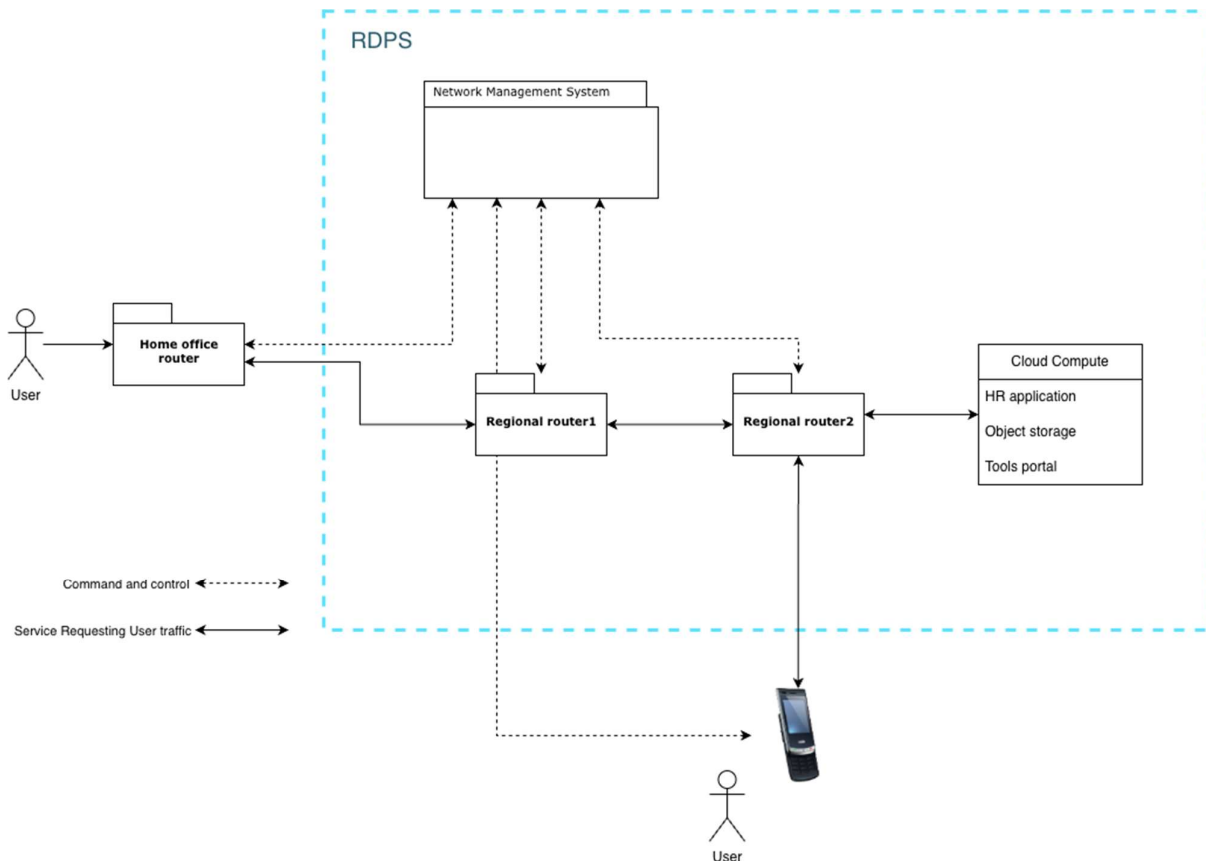 RDPS
Network Management System
Home office
router
User
Cloud Compute
HR application
Object storage
Tools portal
Regional router1
Regional router2
Command and control
Service Requesting User traffic
User